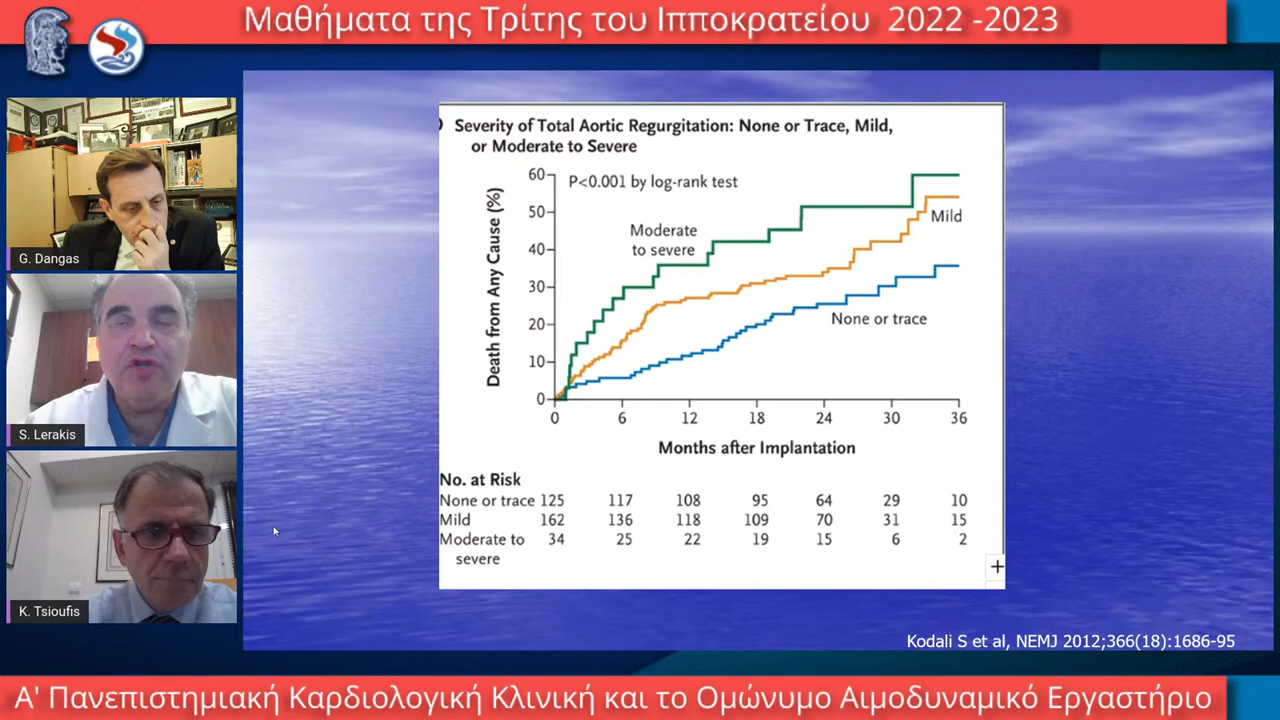 Μαθήματα της Τρίτης του Ιπποκρατείου 2022 -2023
G. Dangas
S. Lerakis
K. Tsioufis
) Severity of Total Aortic Regurgitation: None or Trace, Mild,
or Moderate to Severe
P<0.001 by log-rank test
Death from Any Cause (%)
60
50
40
30
20
10
0
Moderate
to severe
Mild
None or trace
0 6 12 18 24 30 36
Months after Implantation
No. at Risk
None or trace 125 117 108 95 64 29 10
Mild 162 136 118 109 70 31 15
Moderate to 34 25 22 19 15 6 2
severe
Kodali S et al, NEMJ 2012;366(18):1686-95
Α' Πανεπιστημιακή Καρδιολογική Κλινική και το Ομώνυμο Αιμοδυναμικό Εργαστήριο